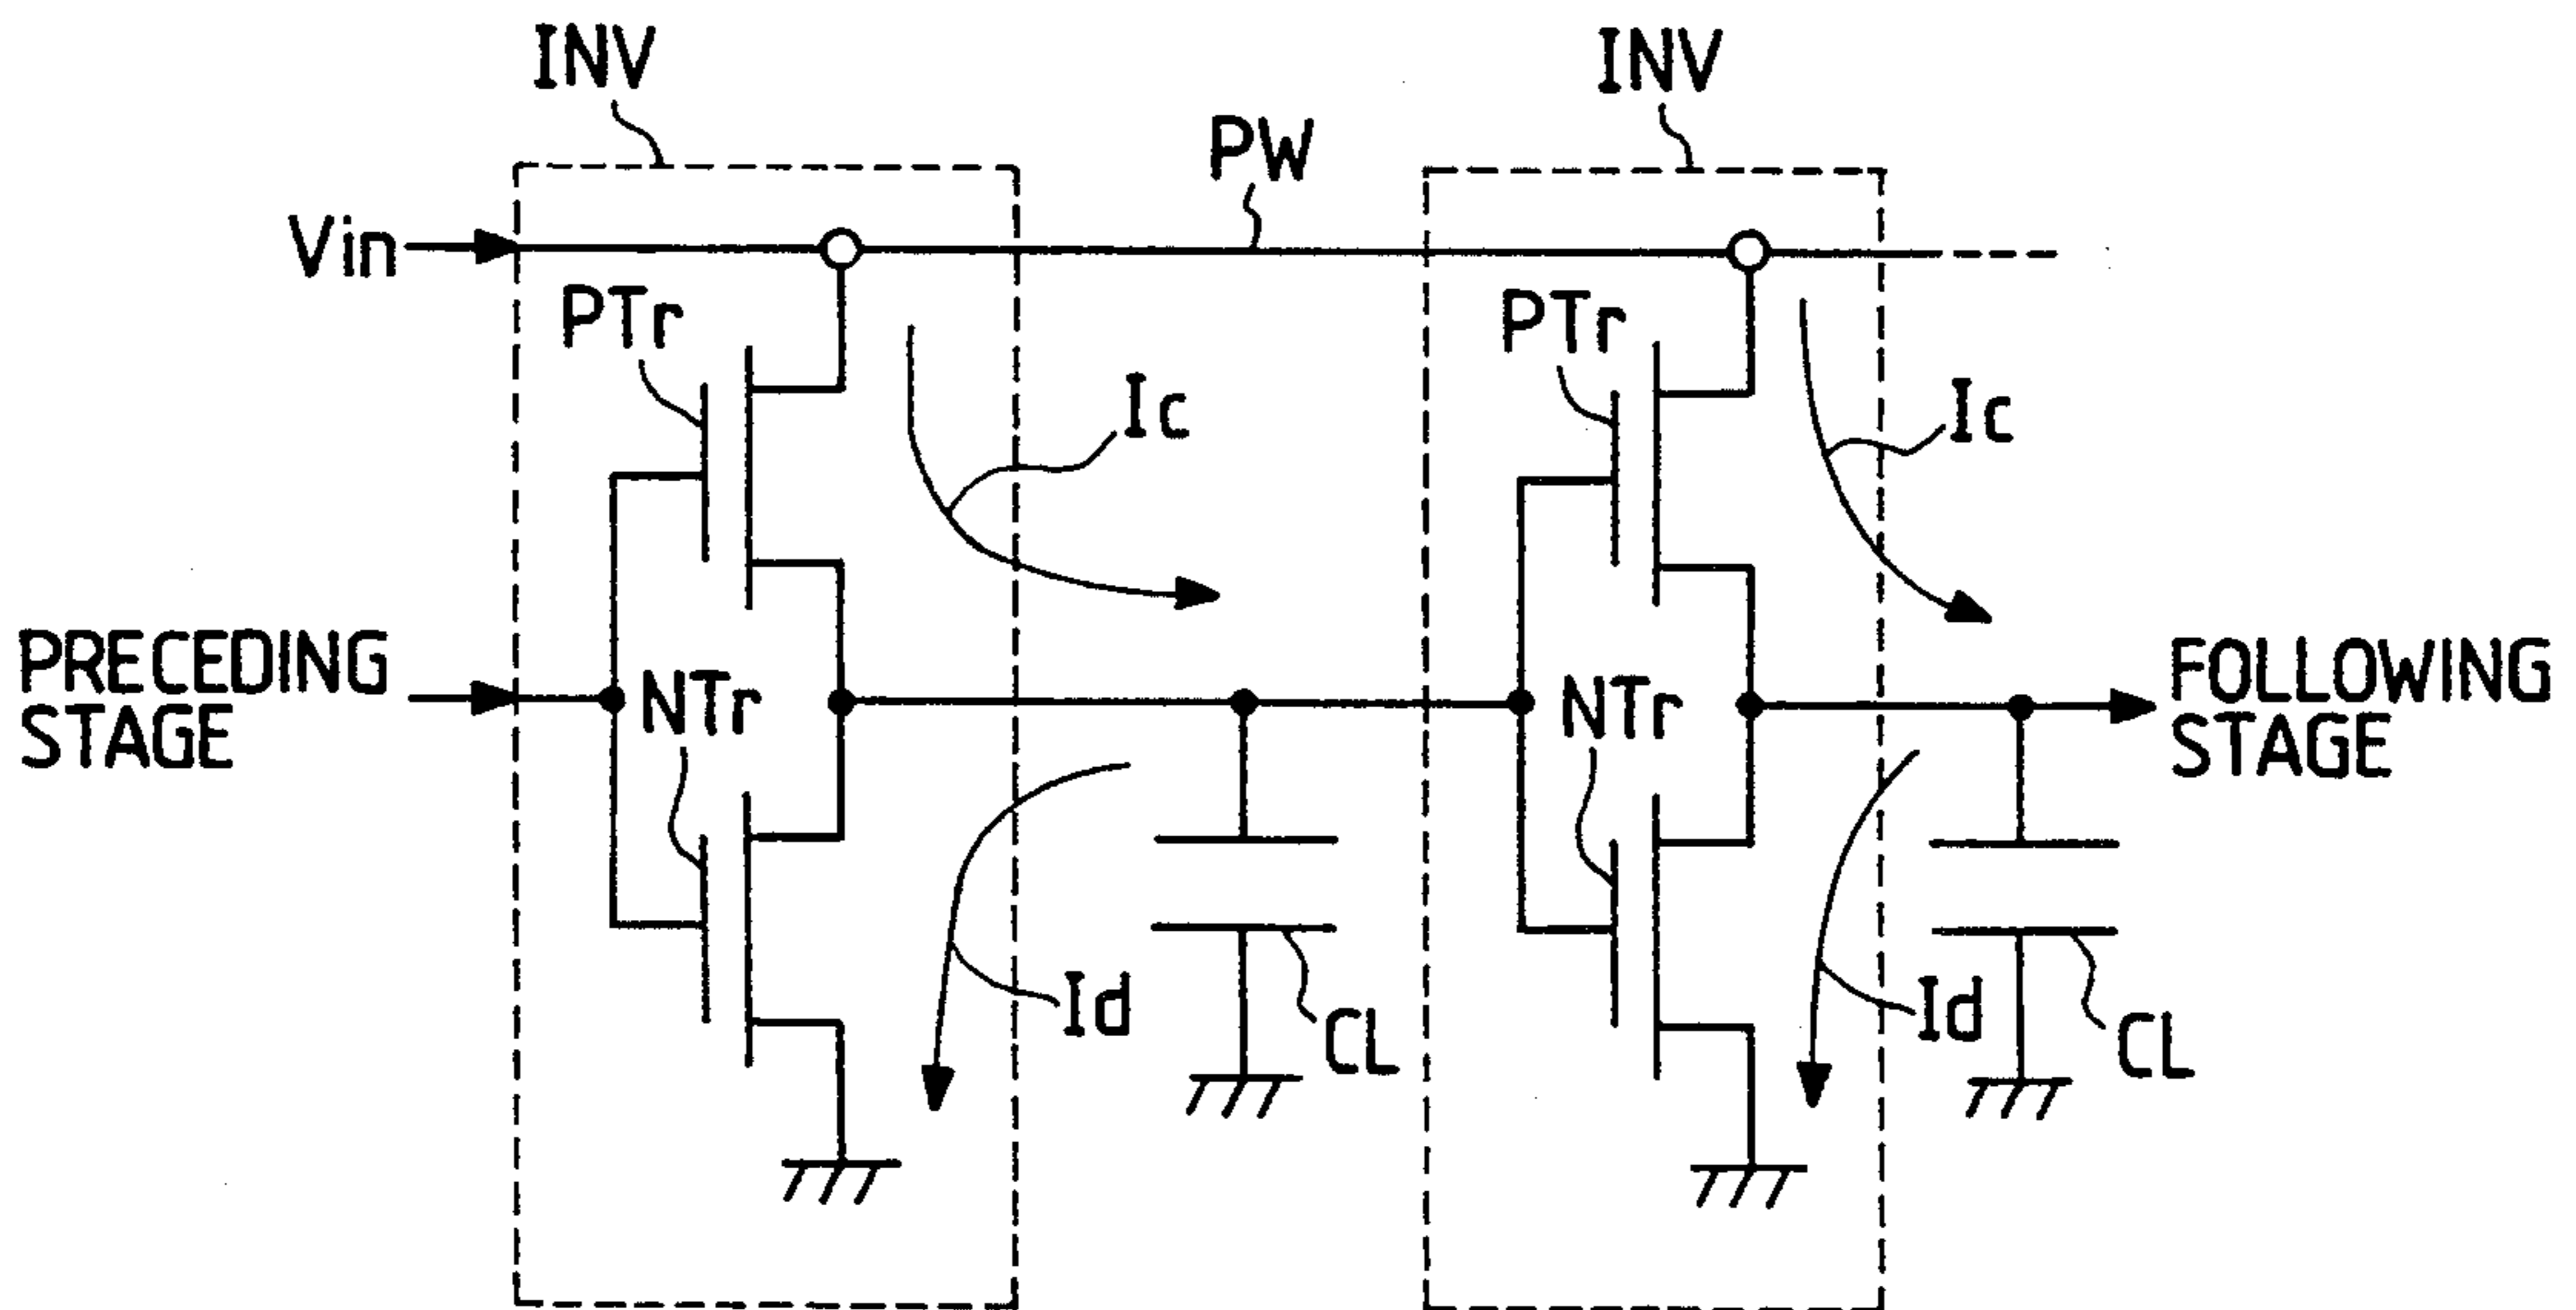 INV
INV
PW
Vin
PTr
PTr
Ic
Ic
PRECEDING
STAGE
NTr
NTr
FOLLOWING
STAGE
Id
CL
Id
CL